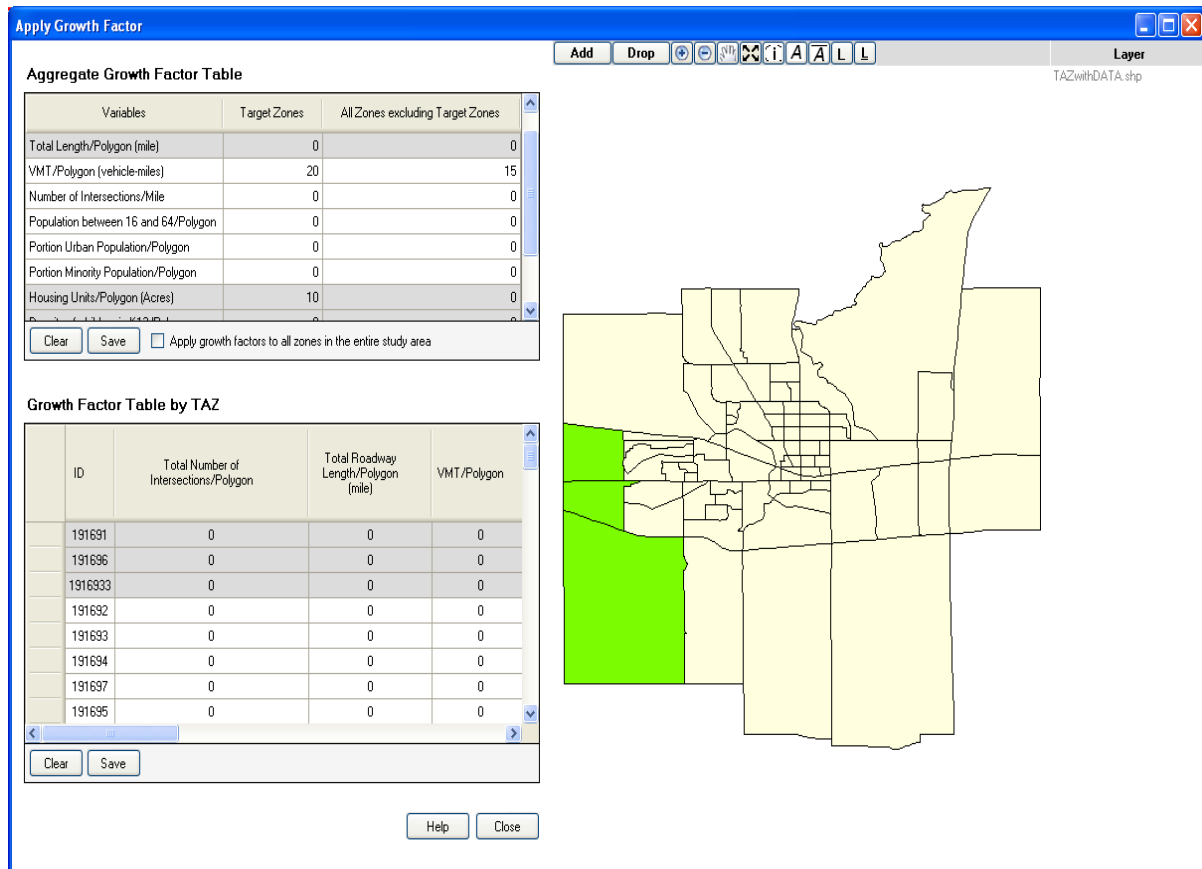 Apply Growth Factor
Add Drop A A L L Layer
TAZwithDATA.shp
Aggregate Growth Factor Table
Variables Target Zones All Zones excluding Target Zones
Total Length/Polygon (mile) 0 0
VMT/Polygon (vehicle-miles) 20 15
Number of Intersections/Mile 0 0
Population between 16 and 64/Polygon 0 0
Portion Urban Population/Polygon 0 0
Portion Minority Population/Polygon 0 0
Housing Units/Polygon (Acres) 10 0
Clear Save Apply growth factors to all zones in the entire study area
Growth Factor Table by TAZ
ID Total Number of Intersections/Polygon Total Roadway Length/Polygon (mile) VMT/Polygon
191691 0 0 0
191696 0 0 0
1916933 0 0 0
191692 0 0 0
191693 0 0 0
191694 0 0 0
191697 0 0 0
191695 0 0 0
Clear Save
Help Close